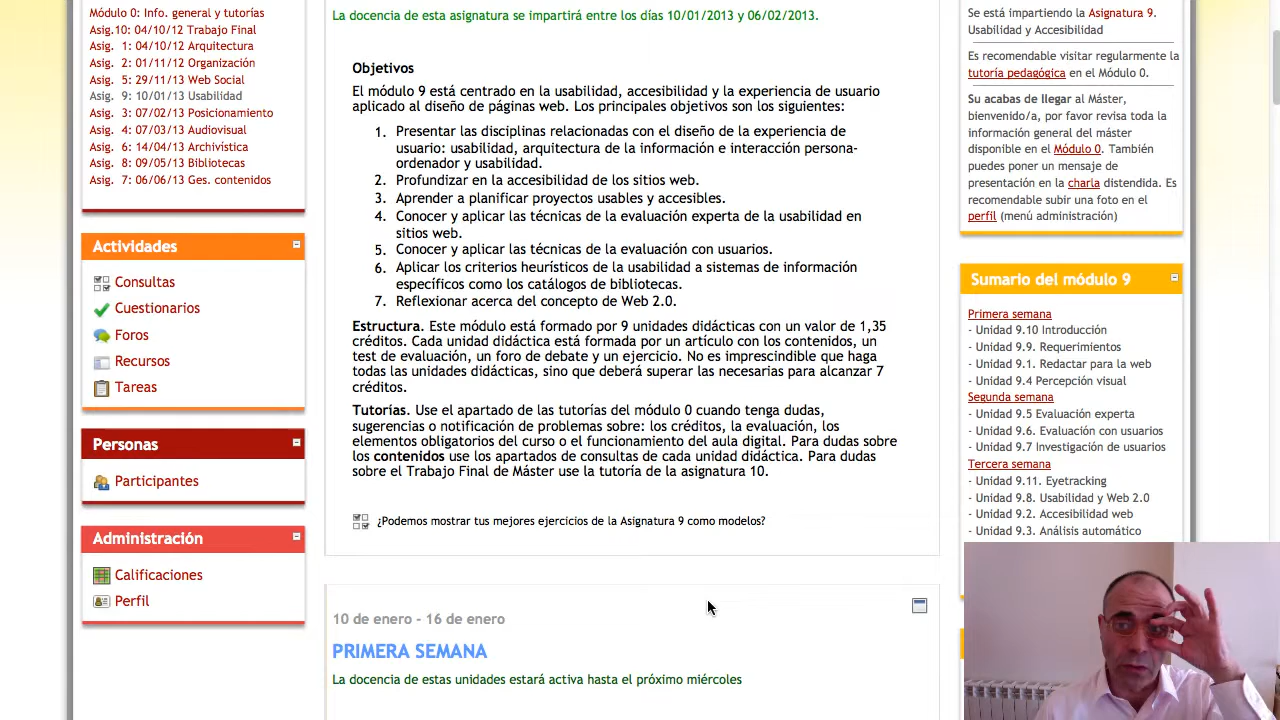 Módulo 0: Info. general y tutorías
Asig.10: 04/10/12 Trabajo Final
Asig. 1: 04/10/12 Arquitectura
Asig. 2: 01/11/12 Organización
Asig. 5: 29/11/13 Web Social
Asig. 9: 10/01/13 Usabilidad
Asig. 3: 07/02/13 Posicionamiento
Asig. 4: 07/03/13 Audiovisual
Asig. 6: 14/04/13 Archivística
Asig. 8: 09/05/13 Bibliotecas
Asig. 7: 06/06/13 Ges. contenidos
Actividades
Consultas
Cuestionarios
Foros
Recursos
Tareas
Personas
Participantes
Administración
Calificaciones
Perfil
La docencia de esta asignatura se impartirá entre los días 10/01/2013 y 06/02/2013.
Objetivos
El módulo 9 está centrado en la usabilidad, accesibilidad y la experiencia de usuario
aplicado al diseño de páginas web. Los principales objetivos son los siguientes:
1. Presentar las disciplinas relacionadas con el diseño de la experiencia de
usuario: usabilidad, arquitectura de la información e interacción persona-
ordenador y usabilidad.
2. Profundizar en la accesibilidad de los sitios web.
3. Aprender a planificar proyectos usables y accesibles.
4. Conocer y aplicar las técnicas de la evaluación experta de la usabilidad en
sitios web.
5. Conocer y aplicar las técnicas de la evaluación con usuarios.
6. Aplicar los criterios heurísticos de la usabilidad a sistemas de información
específicos como los catálogos de bibliotecas.
7. Reflexionar acerca del concepto de Web 2.0.
Estructura. Este módulo está formado por 9 unidades didácticas con un valor de 1,35
créditos. Cada unidad didáctica está formada por un artículo con los contenidos, un
test de evaluación, un foro de debate y un ejercicio. No es imprescindible que haga
todas las unidades didácticas, sino que deberá superar las necesarias para alcanzar 7
créditos.
Tutorías. Use el apartado de las tutorías del módulo 0 cuando tenga dudas,
sugerencias o notificación de problemas sobre: los créditos, la evaluación, los
elementos obligatorios del curso o el funcionamiento del aula digital. Para dudas sobre
los contenidos use los apartados de consultas de cada unidad didáctica. Para dudas
sobre el Trabajo Final de Máster use la tutoría de la asignatura 10.
¿Podemos mostrar tus mejores ejercicios de la Asignatura 9 como modelos?
10 de enero - 16 de enero
PRIMERA SEMANA
La docencia de estas unidades estará activa hasta el próximo miércoles
Se está impartiendo la Asignatura 9.
Usabilidad y Accesibilidad
Es recomendable visitar regularmente la
tutoría pedagógica en el Módulo 0.
Su acabas de llegar al Máster,
bienvenido/a, por favor revisa toda la
información general del máster
disponible en el Módulo 0. También
puedes poner un mensaje de
presentación en la charla distendida. Es
recomendable subir una foto en el
perfil (menú administración)
Sumario del módulo 9
Primera semana
- Unidad 9.10 Introducción
- Unidad 9.9. Requerimientos
- Unidad 9.1. Redactar para la web
- Unidad 9.4 Percepción visual
Segunda semana
- Unidad 9.5 Evaluación experta
- Unidad 9.6. Evaluación con usuarios
- Unidad 9.7 Investigación de usuarios
Tercera semana
- Unidad 9.11. Eyetracking
- Unidad 9.8. Usabilidad y Web 2.0
- Unidad 9.2. Accesibilidad web
- Unidad 9.3. Análisis automático